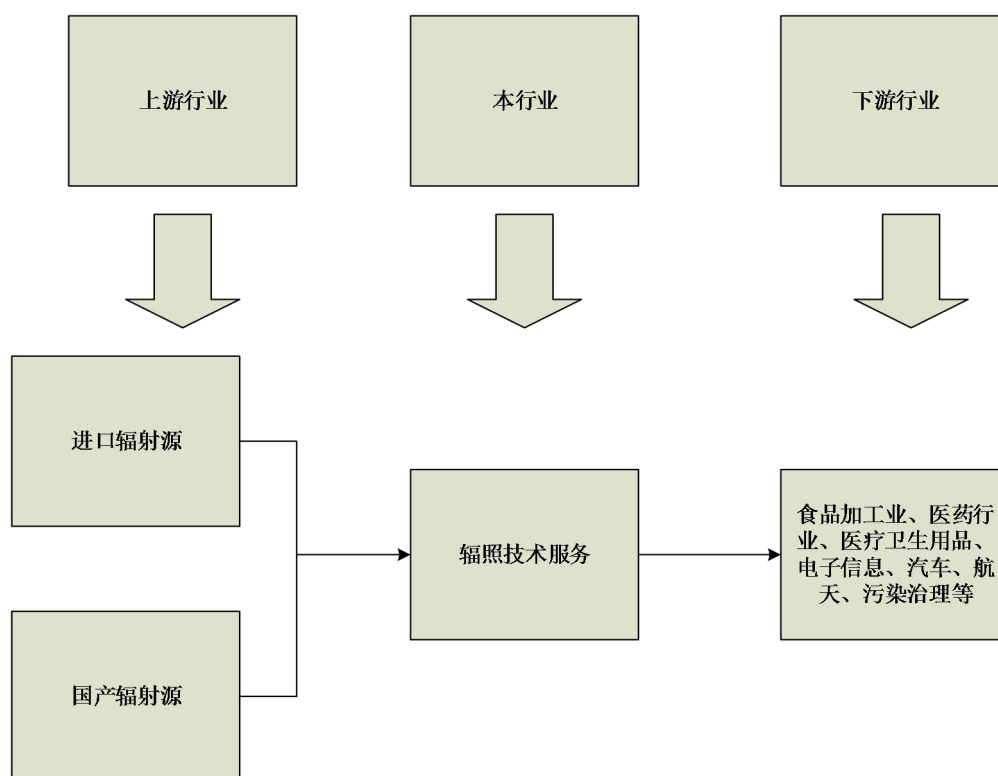 上游行业
本行业
下游行业
进口辐射源
辐照技术服务
食品加工业、医药行
业、医疗卫生用品、
电子信息、汽车、航
天、污染治理等
国产辐射源